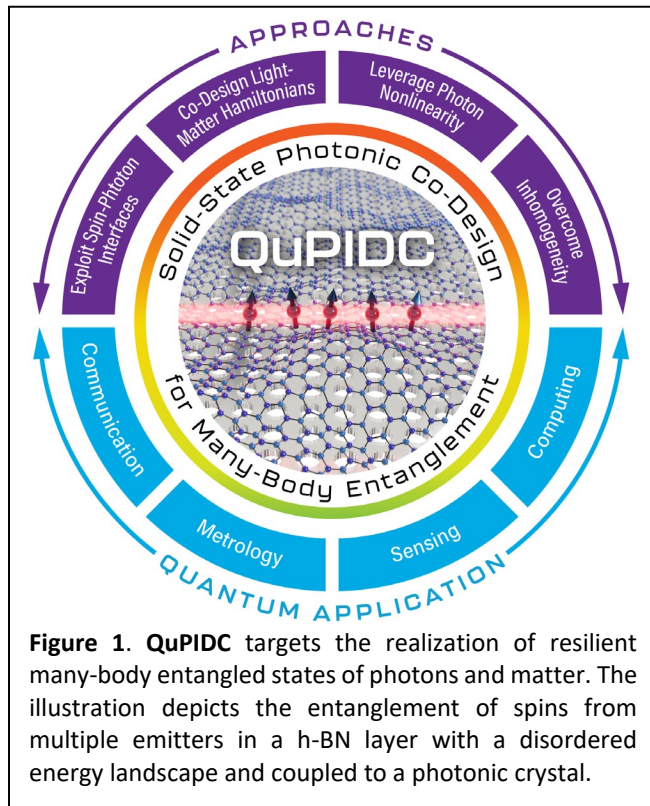 APPROACHES
Exploit Spin-Phtoton
Interfaces
Co-Design Light-
Matter Hamiltonians
Leverage Photon
Nonlinearity
Overcome
Inhomogeneity
Solid-State Photonic Co-Design
QuPIDC
for Many-Body Entanglement
Communication
Metrology
Sensing
Computing
QUANTUM APPLICATION
Figure 1. QuPIDC targets the realization of resilient
many-body entangled states of photons and matter. The
illustration depicts the entanglement of spins from
multiple emitters in a h-BN layer with a disordered
energy landscape and coupled to a photonic crystal.